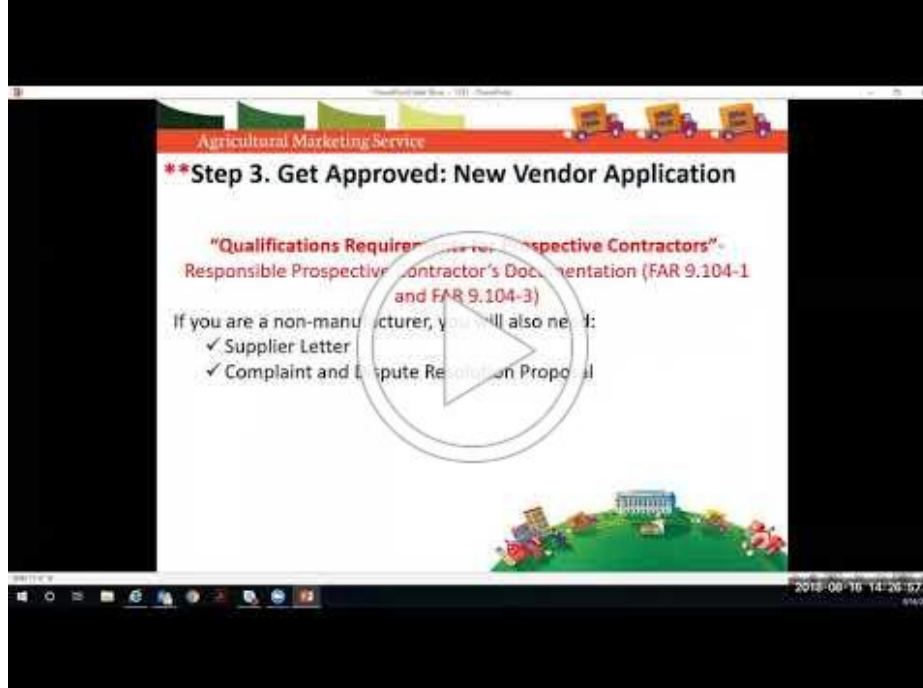 Agricultural Marketing Service
**Step 3. Get Approved: New Vendor Application
"Qualifications Requirements for Prospective Contractors"-
Responsible Prospective Contractor's Documentation (FAR 9.104-1
and FAR 9.104-3)
If you are a non-manufacturer, you will also need:
✓ Supplier Letter
✓ Complaint and Dispute Resolution Proposal
2018-08-16 14:26:57